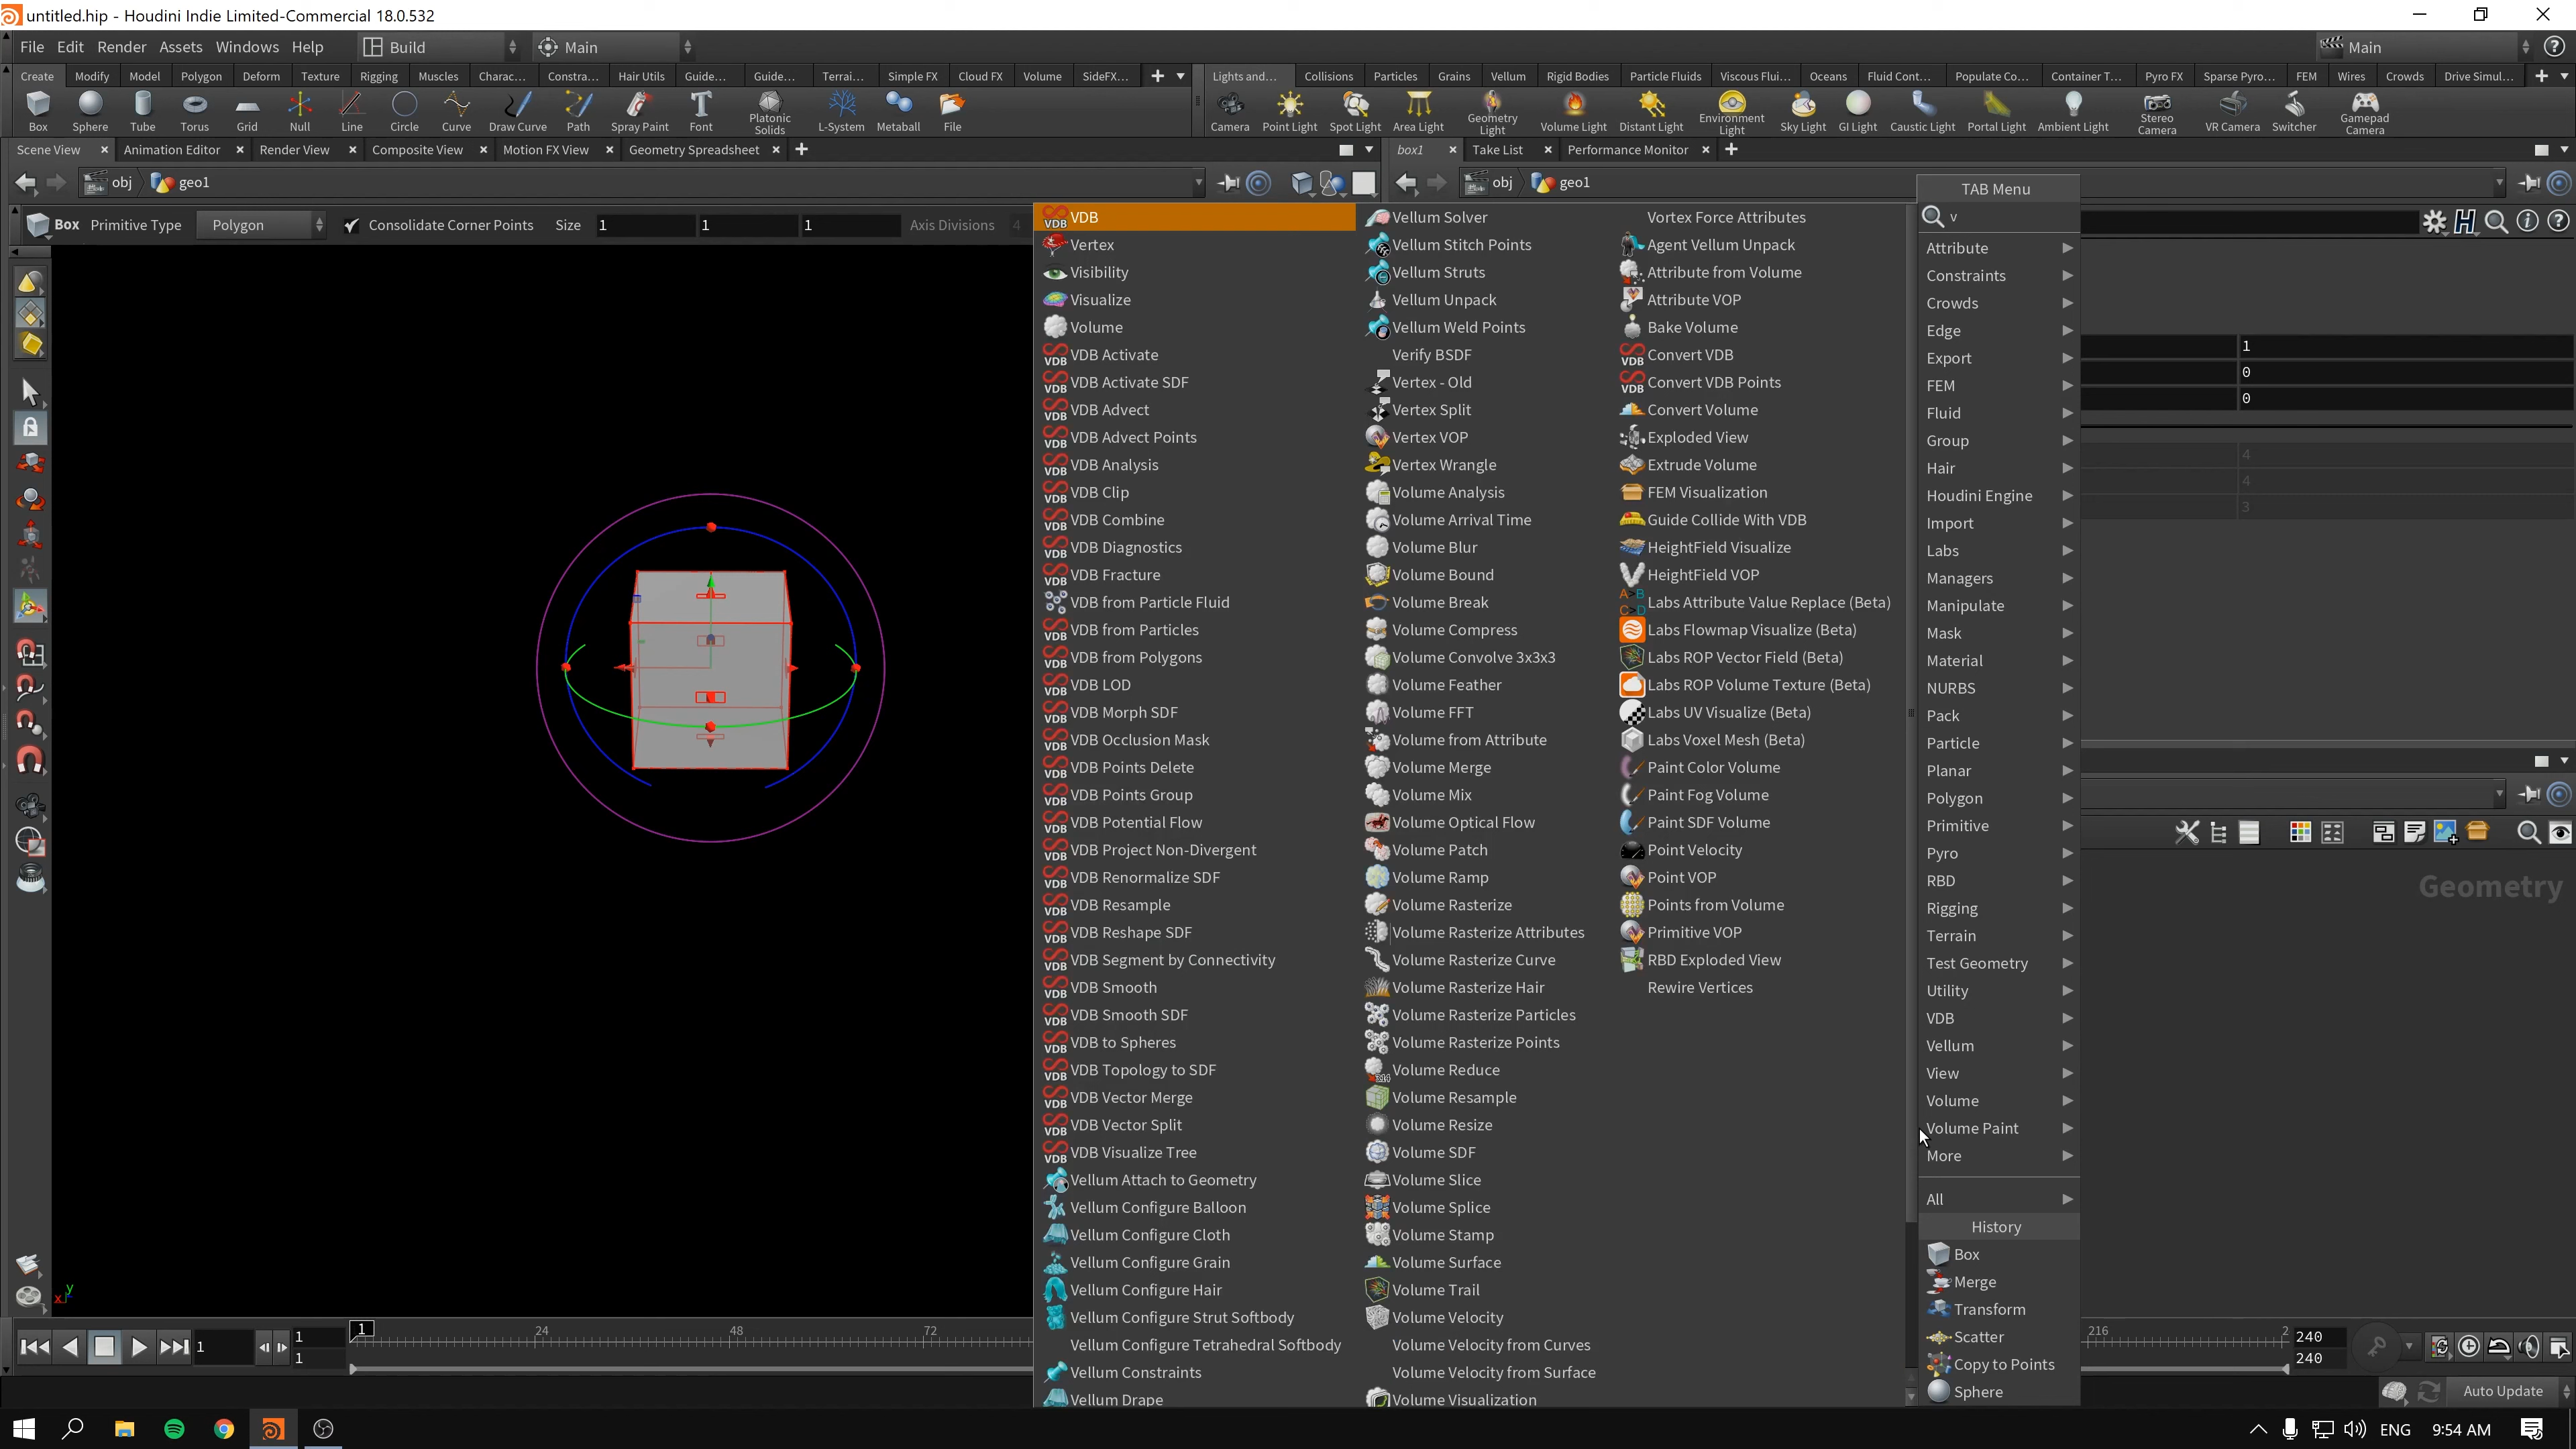 untitled.hip - Houdini Indie Limited-Commercial 18.0.532
File Edit Render Assets Windows Help Build Main Main
Create Modify Model Polygon Deform Texture Rigging Muscles Charac... Constra... Hair Utils Guide... Guide... Terrai... Simple FX Cloud FX Volume SideFX...
Lights and... Collisions Particles Grains Vellum Rigid Bodies Particle Fluids Viscous Flui... Oceans Fluid Cont... Populate Co... Container T... Pyro FX Sparse Pyro... FEM Wires Crowds Drive Simul...
Box Sphere Tube Torus Grid Null Line Circle Curve Draw Curve Path Spray Paint Font Platonic Solids L-System Metaball File
Camera Point Light Spot Light Area Light Geometry Light Volume Light Distant Light Environment Light Sky Light GI Light Caustic Light Portal Light Ambient Light Stereo Camera VR Camera Switcher Gamepad Camera
Scene View Animation Editor Render View Composite View Motion FX View Geometry Spreadsheet
box1 Take List Performance Monitor
obj geo1
obj geo1
Box Primitive Type Polygon Consolidate Corner Points Size 1 1 1 Axis Divisions 4
VDB
Vertex
Visibility
Visualize
Volume
VDB Activate
VDB Activate SDF
VDB Advect
VDB Advect Points
VDB Analysis
VDB Clip
VDB Combine
VDB Diagnostics
VDB Fracture
VDB from Particle Fluid
VDB from Particles
VDB from Polygons
VDB LOD
VDB Morph SDF
VDB Occlusion Mask
VDB Points Delete
VDB Points Group
VDB Potential Flow
VDB Project Non-Divergent
VDB Renormalize SDF
VDB Resample
VDB Reshape SDF
VDB Segment by Connectivity
VDB Smooth
VDB Smooth SDF
VDB to Spheres
VDB Topology to SDF
VDB Vector Merge
VDB Vector Split
VDB Visualize Tree
Vellum Attach to Geometry
Vellum Configure Balloon
Vellum Configure Cloth
Vellum Configure Grain
Vellum Configure Hair
Vellum Configure Strut Softbody
Vellum Configure Tetrahedral Softbody
Vellum Constraints
Vellum Drape
Vellum Solver
Vellum Stitch Points
Vellum Struts
Vellum Unpack
Vellum Weld Points
Verify BSDF
Vertex - Old
Vertex Split
Vertex VOP
Vertex Wrangle
Volume Analysis
Volume Arrival Time
Volume Blur
Volume Bound
Volume Break
Volume Compress
Volume Convolve 3x3x3
Volume Feather
Volume FFT
Volume from Attribute
Volume Merge
Volume Mix
Volume Optical Flow
Volume Patch
Volume Ramp
Volume Rasterize
Volume Rasterize Attributes
Volume Rasterize Curve
Volume Rasterize Hair
Volume Rasterize Particles
Volume Rasterize Points
Volume Reduce
Volume Resample
Volume Resize
Volume SDF
Volume Slice
Volume Splice
Volume Stamp
Volume Surface
Volume Trail
Volume Velocity
Volume Velocity from Curves
Volume Velocity from Surface
Volume Visualization
Vortex Force Attributes
Agent Vellum Unpack
Attribute from Volume
Attribute VOP
Bake Volume
Convert VDB
Convert VDB Points
Convert Volume
Exploded View
Extrude Volume
FEM Visualization
Guide Collide With VDB
HeightField Visualize
HeightField VOP
Labs Attribute Value Replace (Beta)
Labs Flowmap Visualize (Beta)
Labs ROP Vector Field (Beta)
Labs ROP Volume Texture (Beta)
Labs UV Visualize (Beta)
Labs Voxel Mesh (Beta)
Paint Color Volume
Paint Fog Volume
Paint SDF Volume
Point Velocity
Point VOP
Points from Volume
Primitive VOP
RBD Exploded View
Rewire Vertices
TAB Menu
v
Attribute
Constraints
Crowds
Edge
Export
FEM
Fluid
Group
Hair
Houdini Engine
Import
Labs
Managers
Manipulate
Mask
Material
NURBS
Pack
Particle
Planar
Polygon
Primitive
Pyro
RBD
Rigging
Terrain
Test Geometry
Utility
VDB
Vellum
View
Volume
Volume Paint
More
All
History
Box
Merge
Transform
Scatter
Copy to Points
Sphere
1
0
0
4
4
3
Geometry
x y
1 1 1 1 24 48 72 216 2 240 240
Auto Update
ENG 9:54 AM